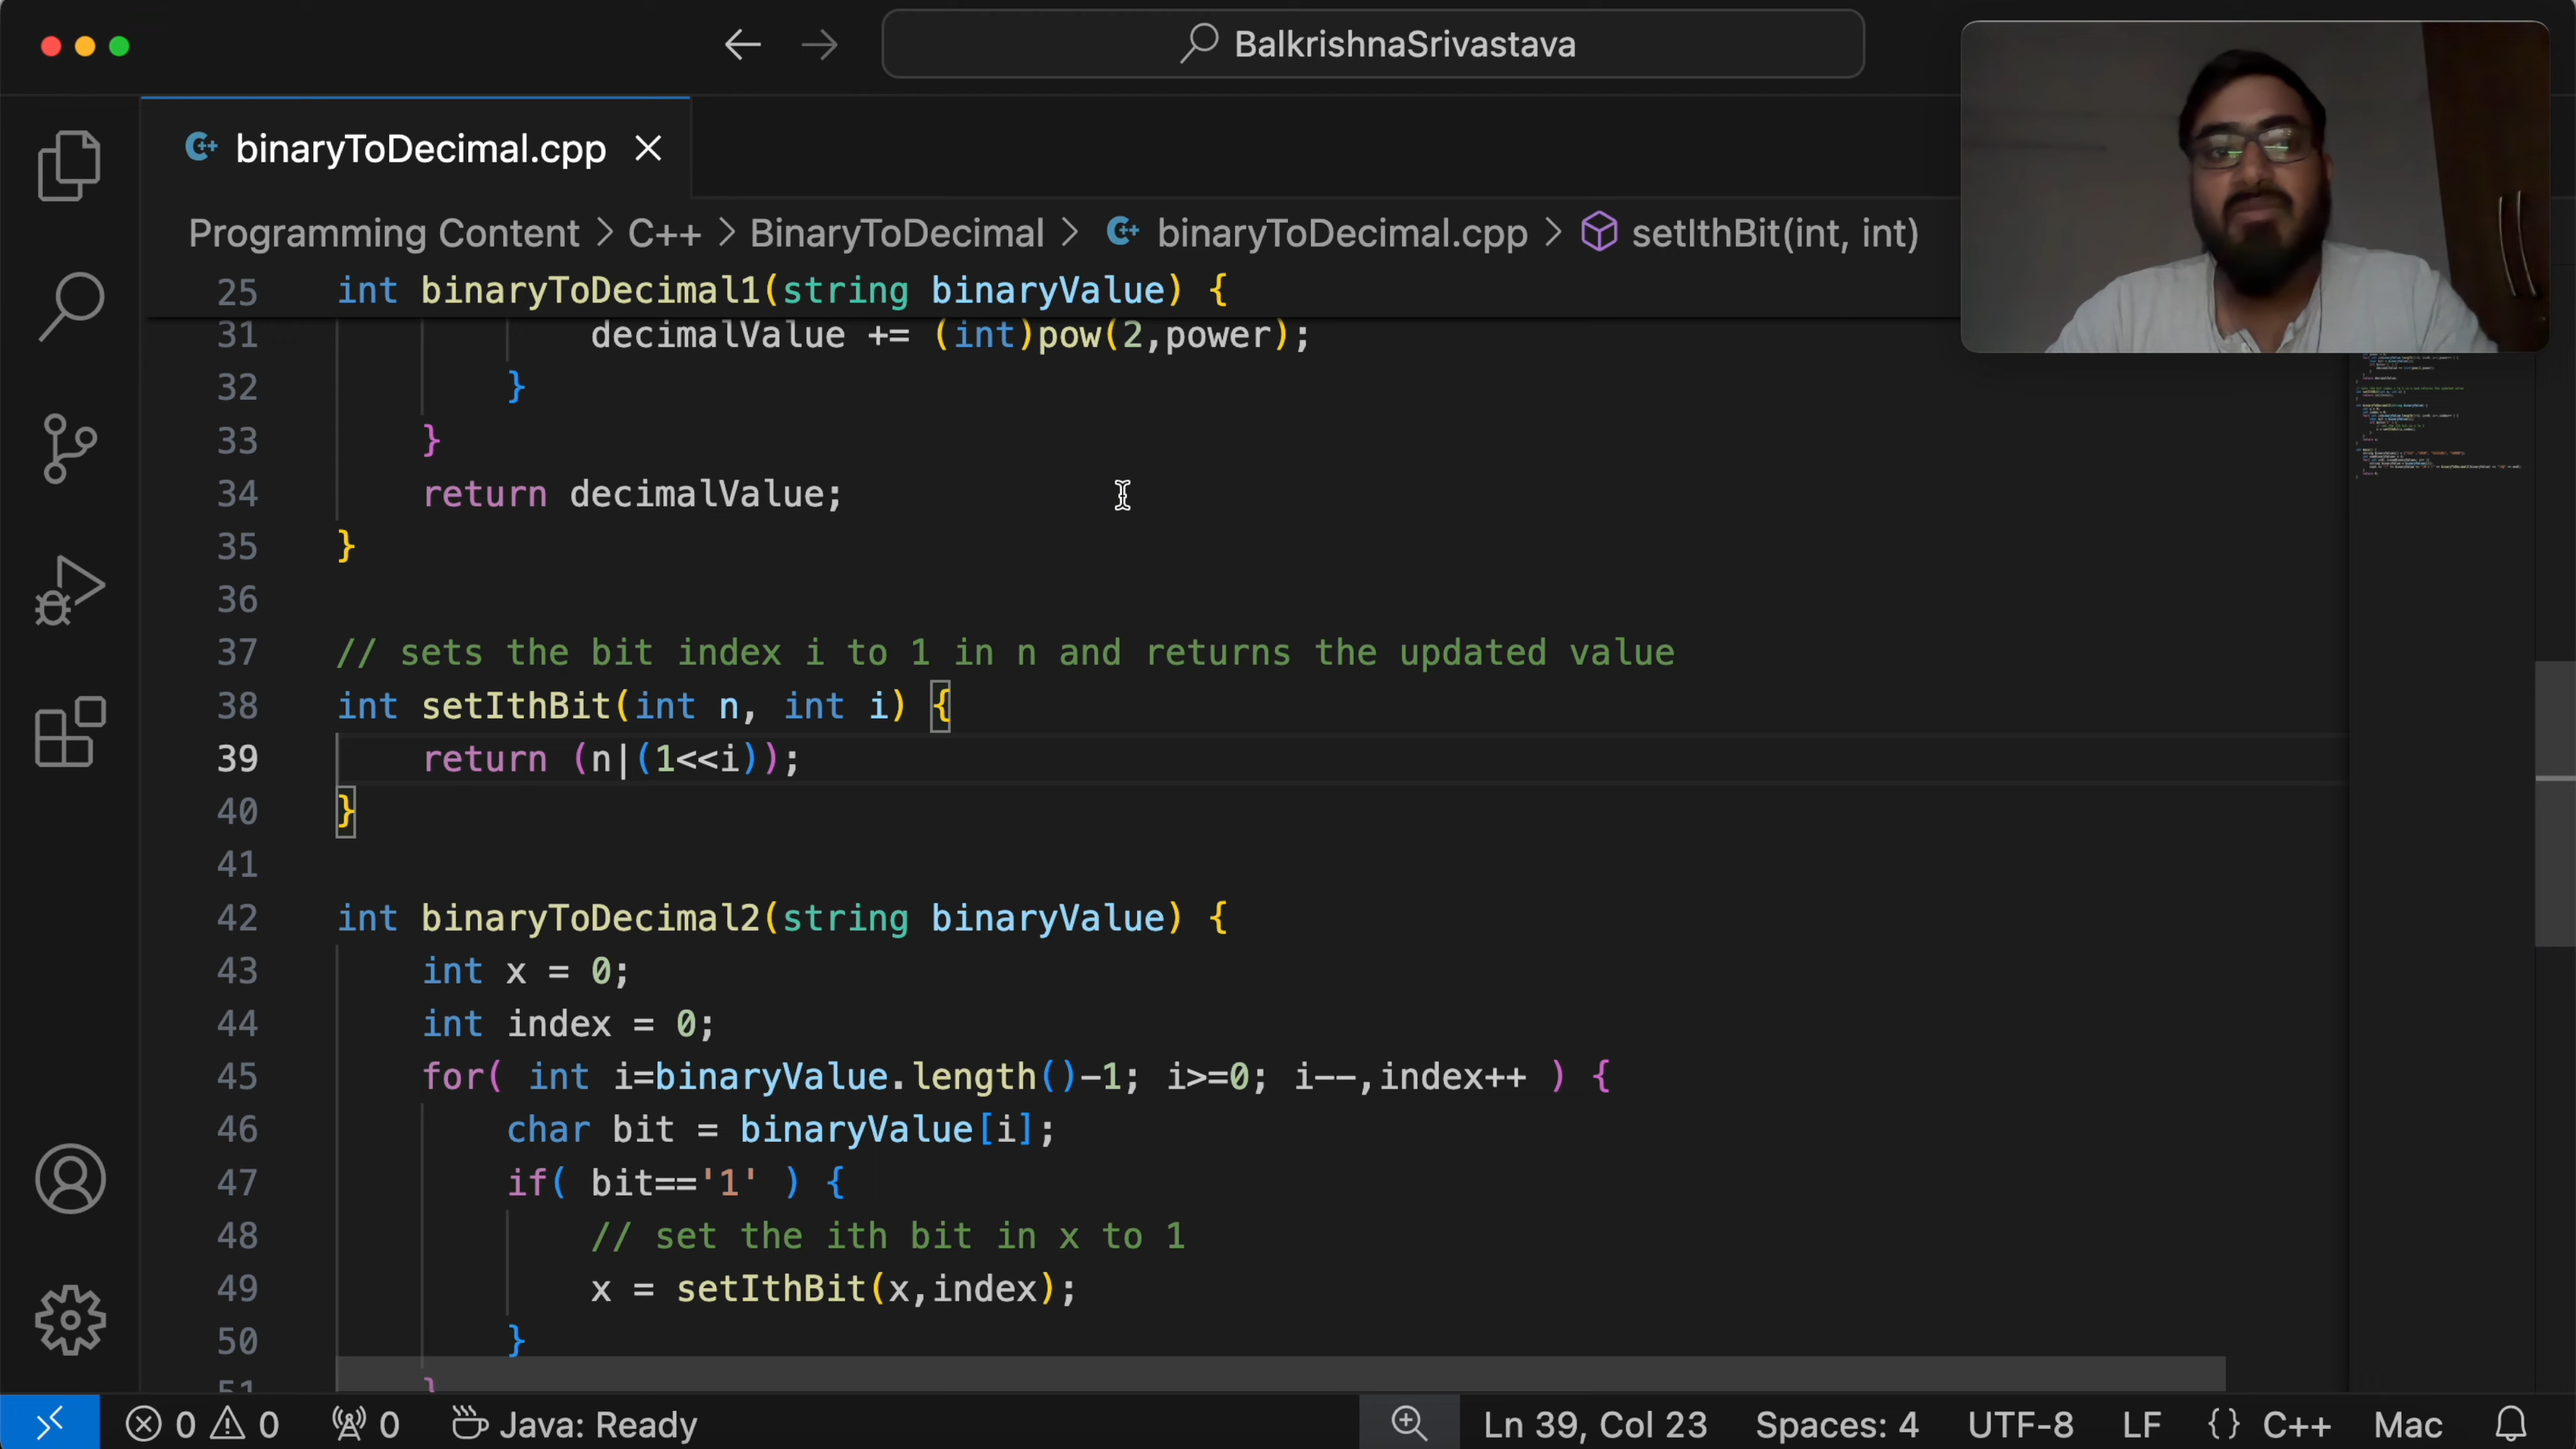 BalkrishnaSrivastava
binaryToDecimal.cpp
Programming Content > C++ > BinaryToDecimal > binaryToDecimal.cpp > setIthBit(int, int)
25 int binaryToDecimal1(string binaryValue) {
31 decimalValue += (int)pow(2,power);
32 }
33 }
34 return decimalValue;
35 }
36
37 // sets the bit index i to 1 in n and returns the updated value
38 int setIthBit(int n, int i) {
39 return (n|(1<<i));
40 }
41
42 int binaryToDecimal2(string binaryValue) {
43 int x = 0;
44 int index = 0;
45 for( int i=binaryValue.length()-1; i>=0; i--,index++ ) {
46 char bit = binaryValue[i];
47 if( bit=='1' ) {
48 // set the ith bit in x to 1
49 x = setIthBit(x,index);
50 }
51 }
0 0 0 Java: Ready Ln 39, Col 23 Spaces: 4 UTF-8 LF {} C++ Mac